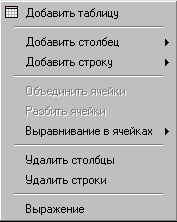 Добавить таблицу
Добавить столбец
Добавить строку
Объединить ячейки
Разбить ячейки
Выравнивание в ячейках
Удалить столбцы
Удалить строки
Выражение